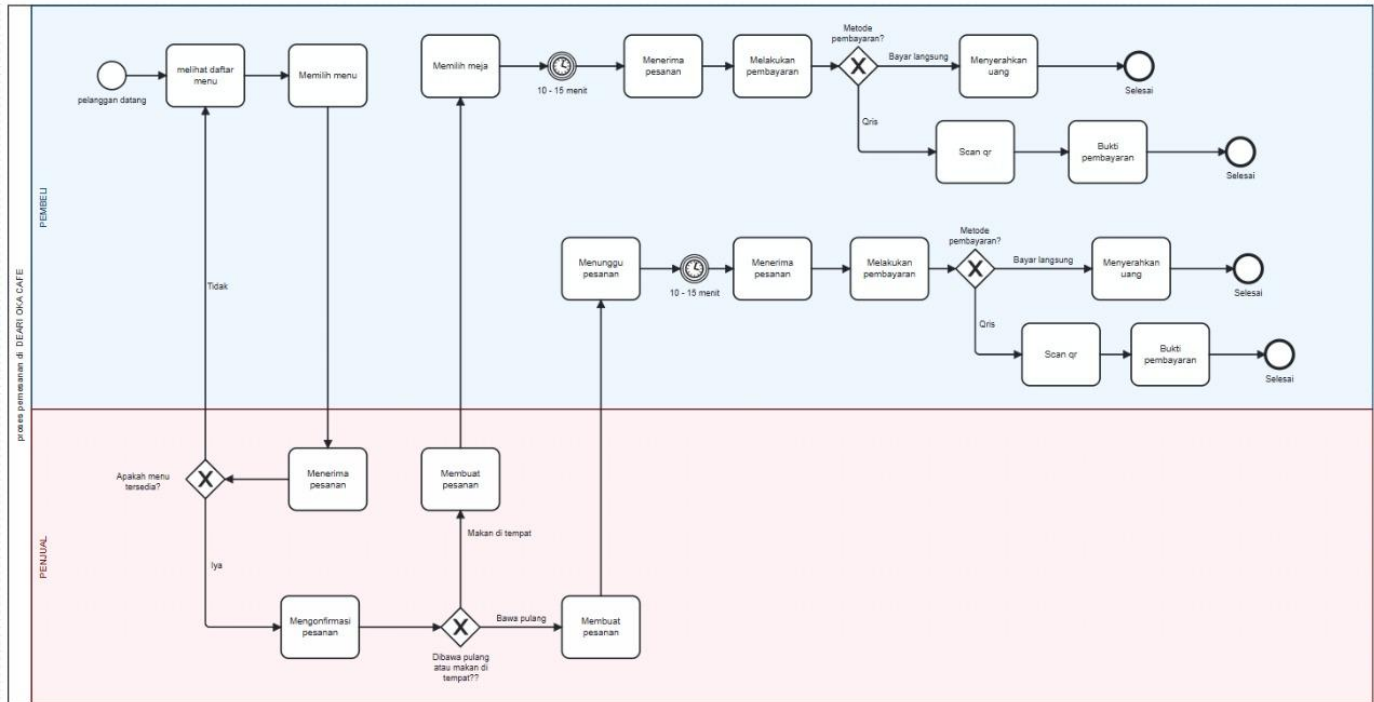 proses pemesanan di DEARI OKA CAFE
PEMBELI
pelanggan datang
melihat daftar
menu
Memilih menu
Memilih meja
10 - 15 menit
Menerima
pesanan
Melakukan
pembayaran
Metode
pembayaran?
Bayar langsung
Menyerahkan
uang
Selesai
Qris
Scan qr
Bukti
pembayaran
Selesai
Tidak
Menunggu
pesanan
10 - 15 menit
Menerima
pesanan
Melakukan
pembayaran
Metode
pembayaran?
Bayar langsung
Menyerahkan
uang
Selesai
Qris
Scan qr
Bukti
pembayaran
Selesai
PENJUAL
Apakah menu
tersedia?
Menerima
pesanan
Membuat
pesanan
Makan di tempat
Iya
Mengonfirmasi
pesanan
Dibawa pulang
atau makan di
tempat??
Bawa pulang
Membuat
pesanan